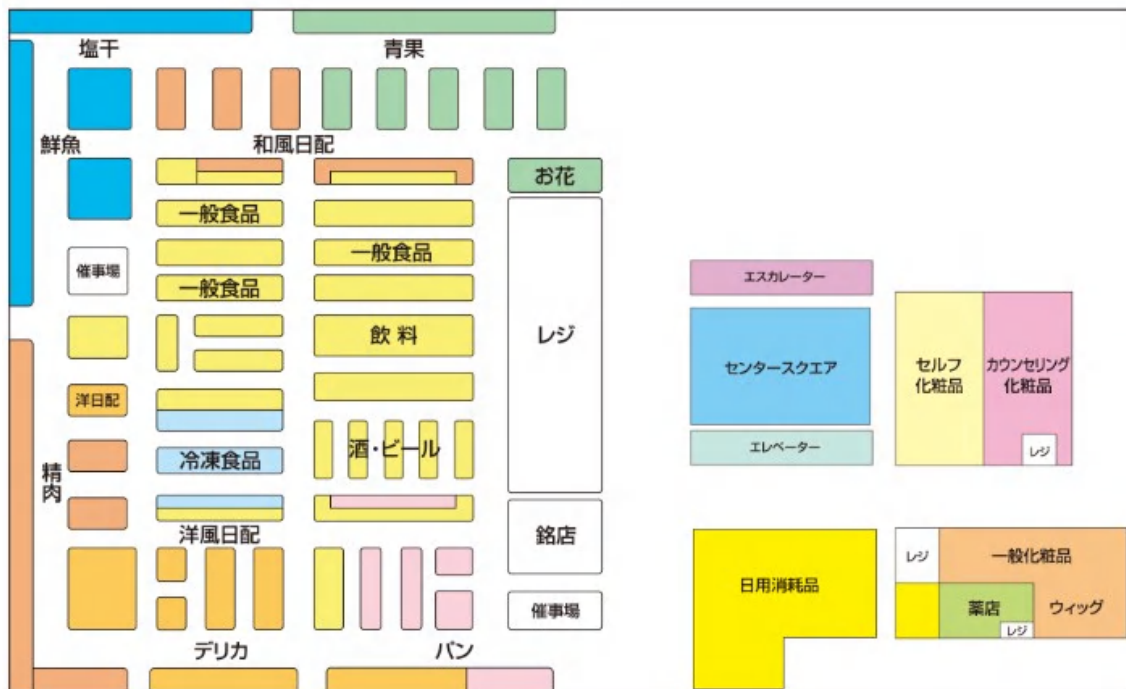 塩干
青果
鮮魚
和風日配
お花
一般食品
一般食品
催事場
一般食品
エスカレーター
飲料
レジ
センタースクエア
セルフ
化粧品
カウンセリング
化粧品
洋日配
酒・ビール
エレベーター
レジ
冷凍食品
精肉
洋風日配
銘店
レジ
一般化粧品
日用消耗品
催事場
薬店
ウィッグ
レジ
デリカ
パン